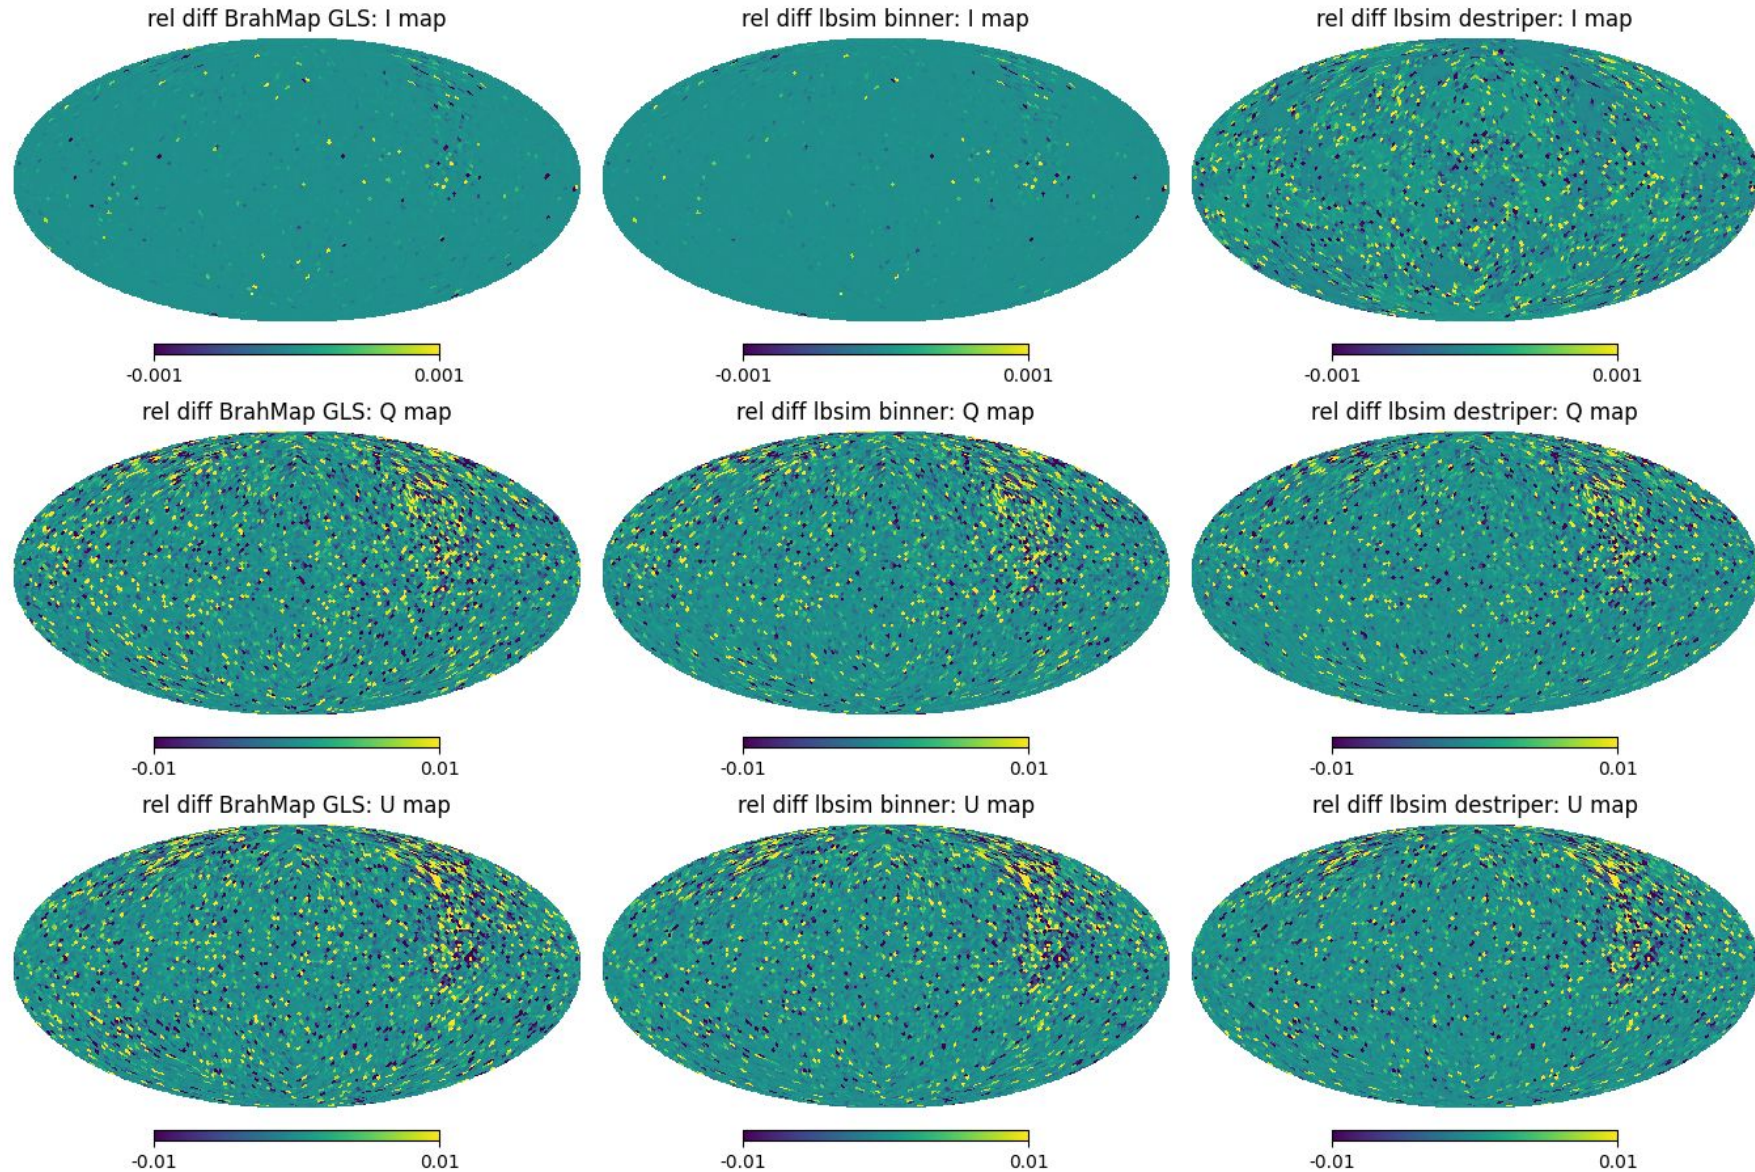 rel diff BrahMap GLS: I map
rel diff lbsim binner: I map
rel diff lbsim destriper: I map
-0.001 0.001
-0.001 0.001
-0.001 0.001
rel diff BrahMap GLS: Q map
rel diff lbsim binner: Q map
rel diff lbsim destriper: Q map
-0.01 0.01
-0.01 0.01
-0.01 0.01
rel diff BrahMap GLS: U map
rel diff lbsim binner: U map
rel diff lbsim destriper: U map
-0.01 0.01
-0.01 0.01
-0.01 0.01